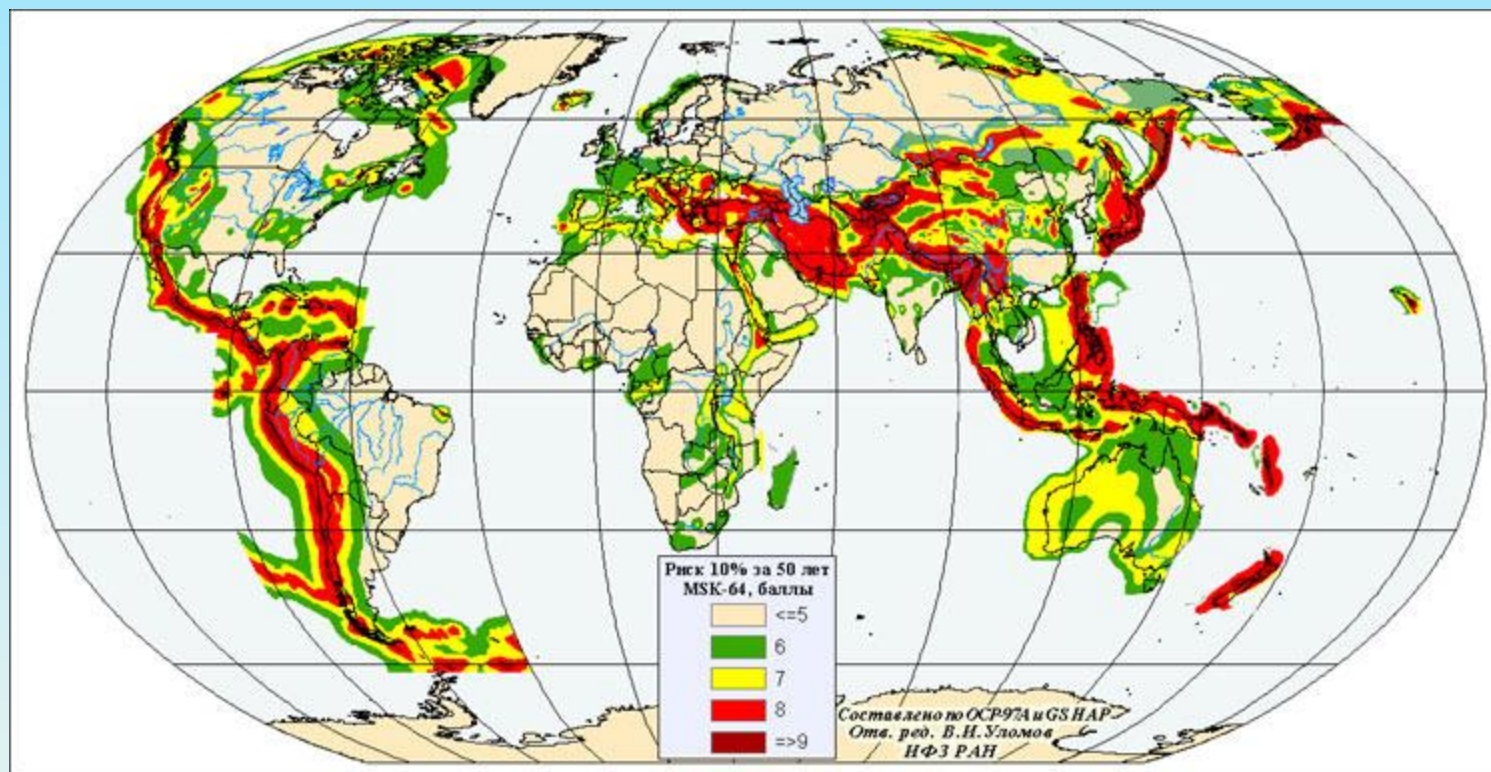 Риск 10% за 50 лет
MSK-64, баллы
<=5
6
7
8
=>9
Составлено по ОСР-97А и GSHAP
Отв. ред. В.И. Уломов
ИФЗ РАН